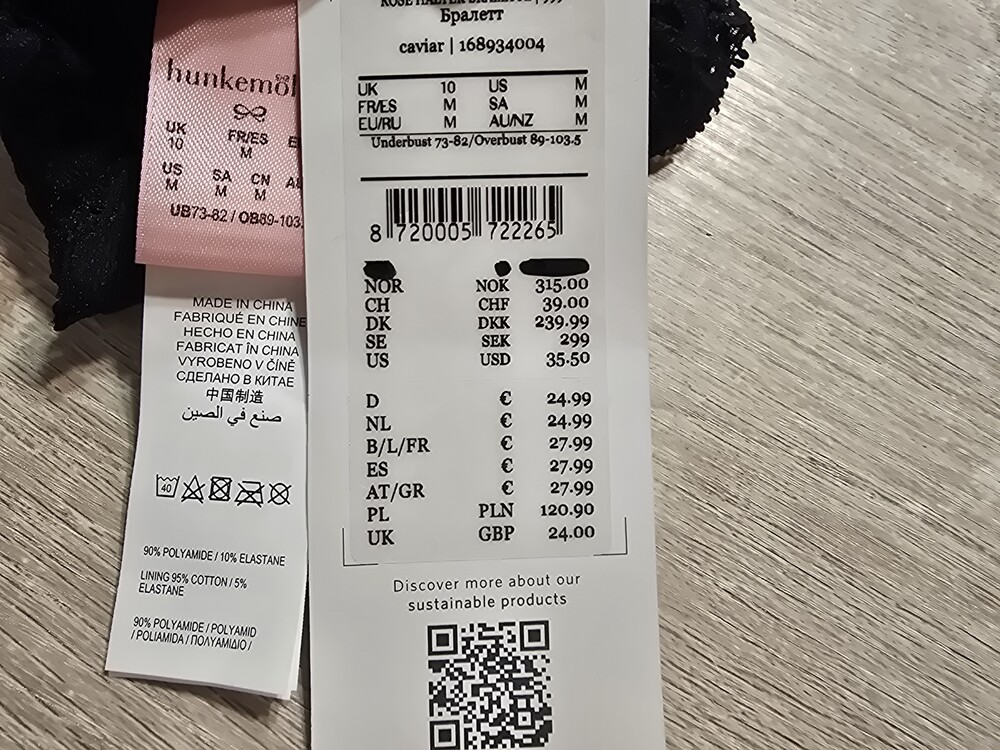 hunkemöl
UK FR/ES E
10 M
US SA CN AU
M M M
UB73-82 / OB89-103.
MADE IN CHINA
FABRIQUÉ EN CHINE
HECHO EN CHINA
FABRICAT ÎN CHINA
VYROBENO V ČÍNĚ
СДЕЛАНО В КИТАЕ
中国制造
صنع في الصين
40
90% POLYAMIDE / 10% ELASTANE
LINING 95% COTTON / 5%
ELASTANE
90% POLYAMIDE / POLYAMID
/ POLIAMIDA / ΠΟΛΥΑΜΙΔΙΟ /
Бралетт
caviar | 168934004
UK 10 US M
FR/ES M SA M
EU/RU M AU/NZ M
Underbust 73-82/Overbust 89-103.5
8 720005 722265
NOR NOK 315.00
CH CHF 39.00
DK DKK 239.99
SE SEK 299
US USD 35.50
D € 24.99
NL € 24.99
B/L/FR € 27.99
ES € 27.99
AT/GR € 27.99
PL PLN 120.90
UK GBP 24.00
Discover more about our
sustainable products